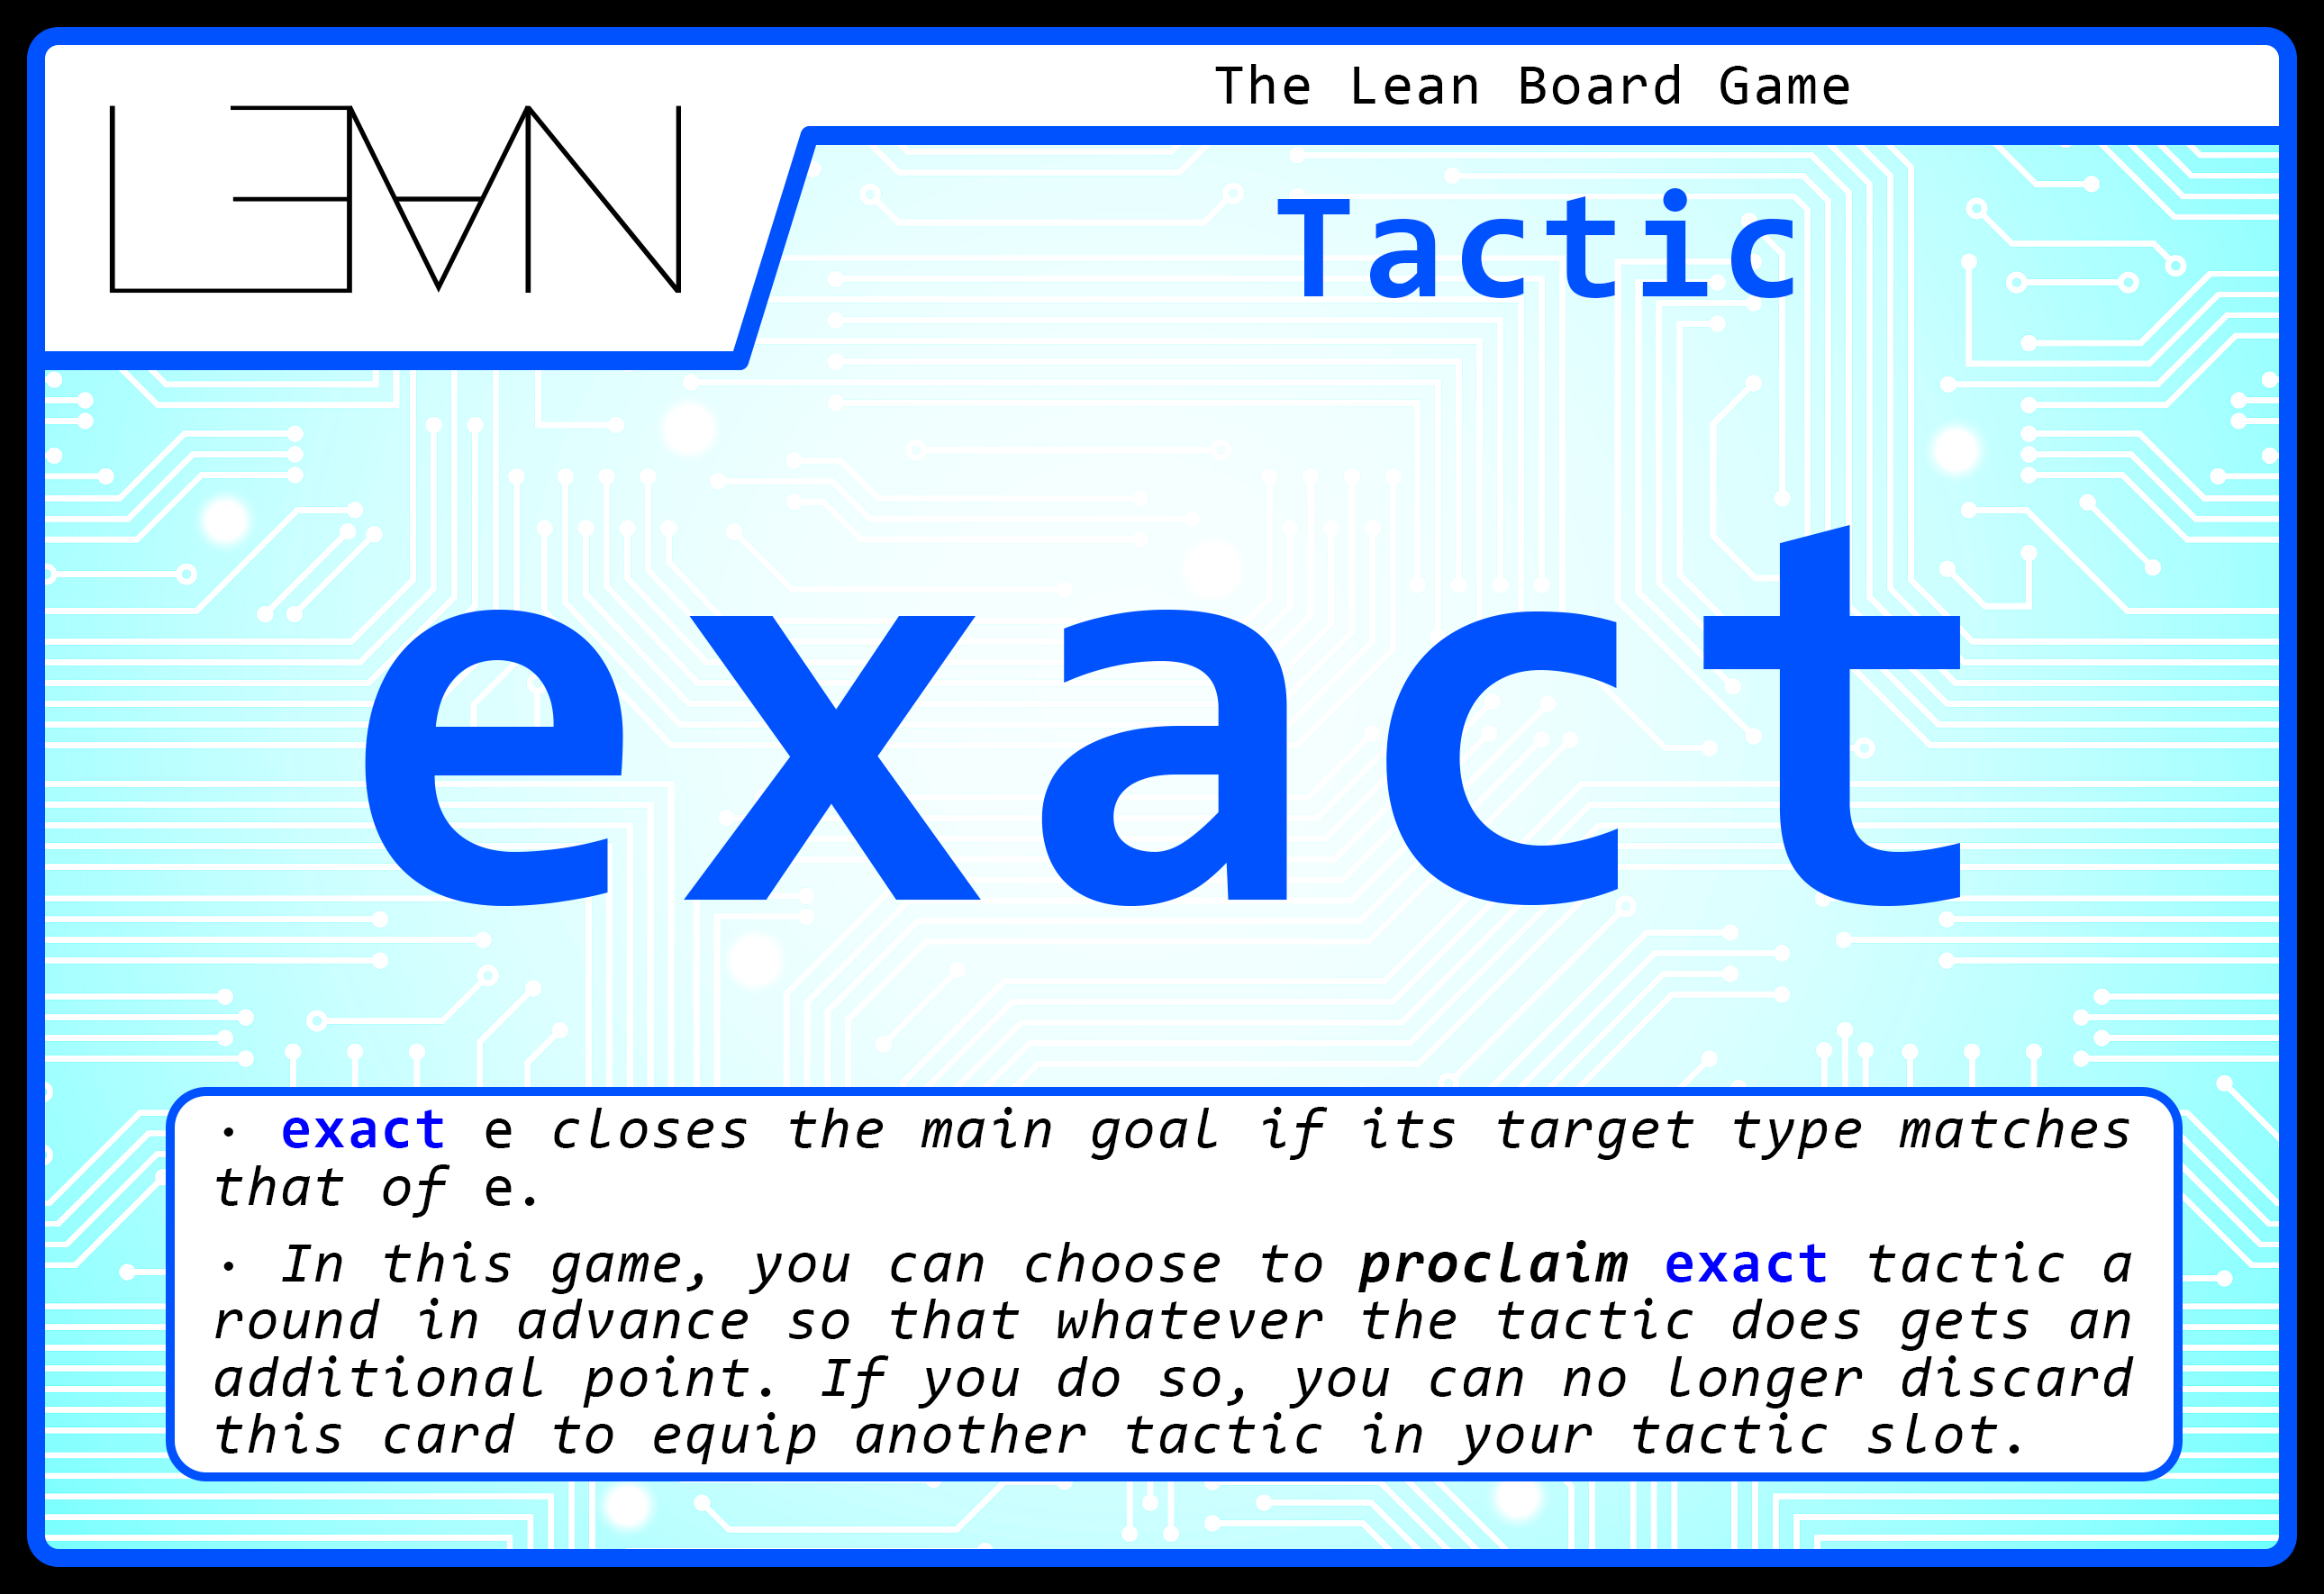 LEAN
The Lean Board Game
Tactic
exact
· exact e closes the main goal if its target type matches
that of e.
· In this game, you can choose to proclaim exact tactic a
round in advance so that whatever the tactic does gets an
additional point. If you do so, you can no longer discard
this card to equip another tactic in your tactic slot.